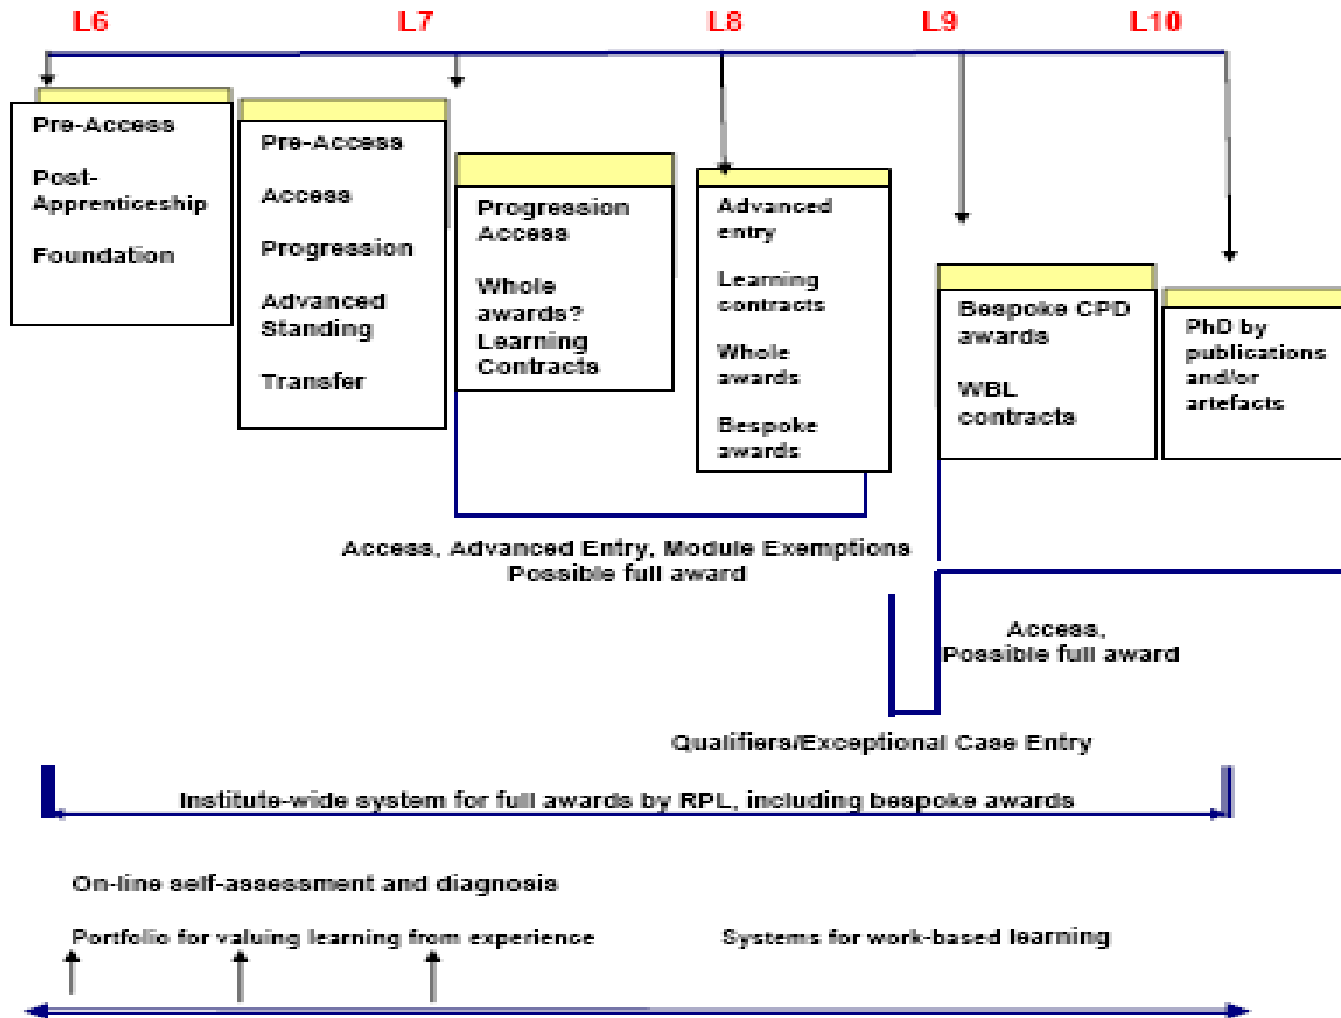 L6 L7 L8 L9 L10
Pre-Access
Post-
Apprenticeship
Foundation
Pre-Access
Access
Progression
Advanced
Standing
Transfer
Progression
Access
Whole
awards?
Learning
Contracts
Advanced
entry
Learning
contracts
Whole
awards
Bespoke
awards
Bespoke CPD
awards
WBL
contracts
PhD by
publications
and/or
artefacts
Access, Advanced Entry, Module Exemptions
Possible full award
Access,
Possible full award
Qualifiers/Exceptional Case Entry
Institute-wide system for full awards by RPL, including bespoke awards
On-line self-assessment and diagnosis
Portfolio for valuing learning from experience
Systems for work-based learning